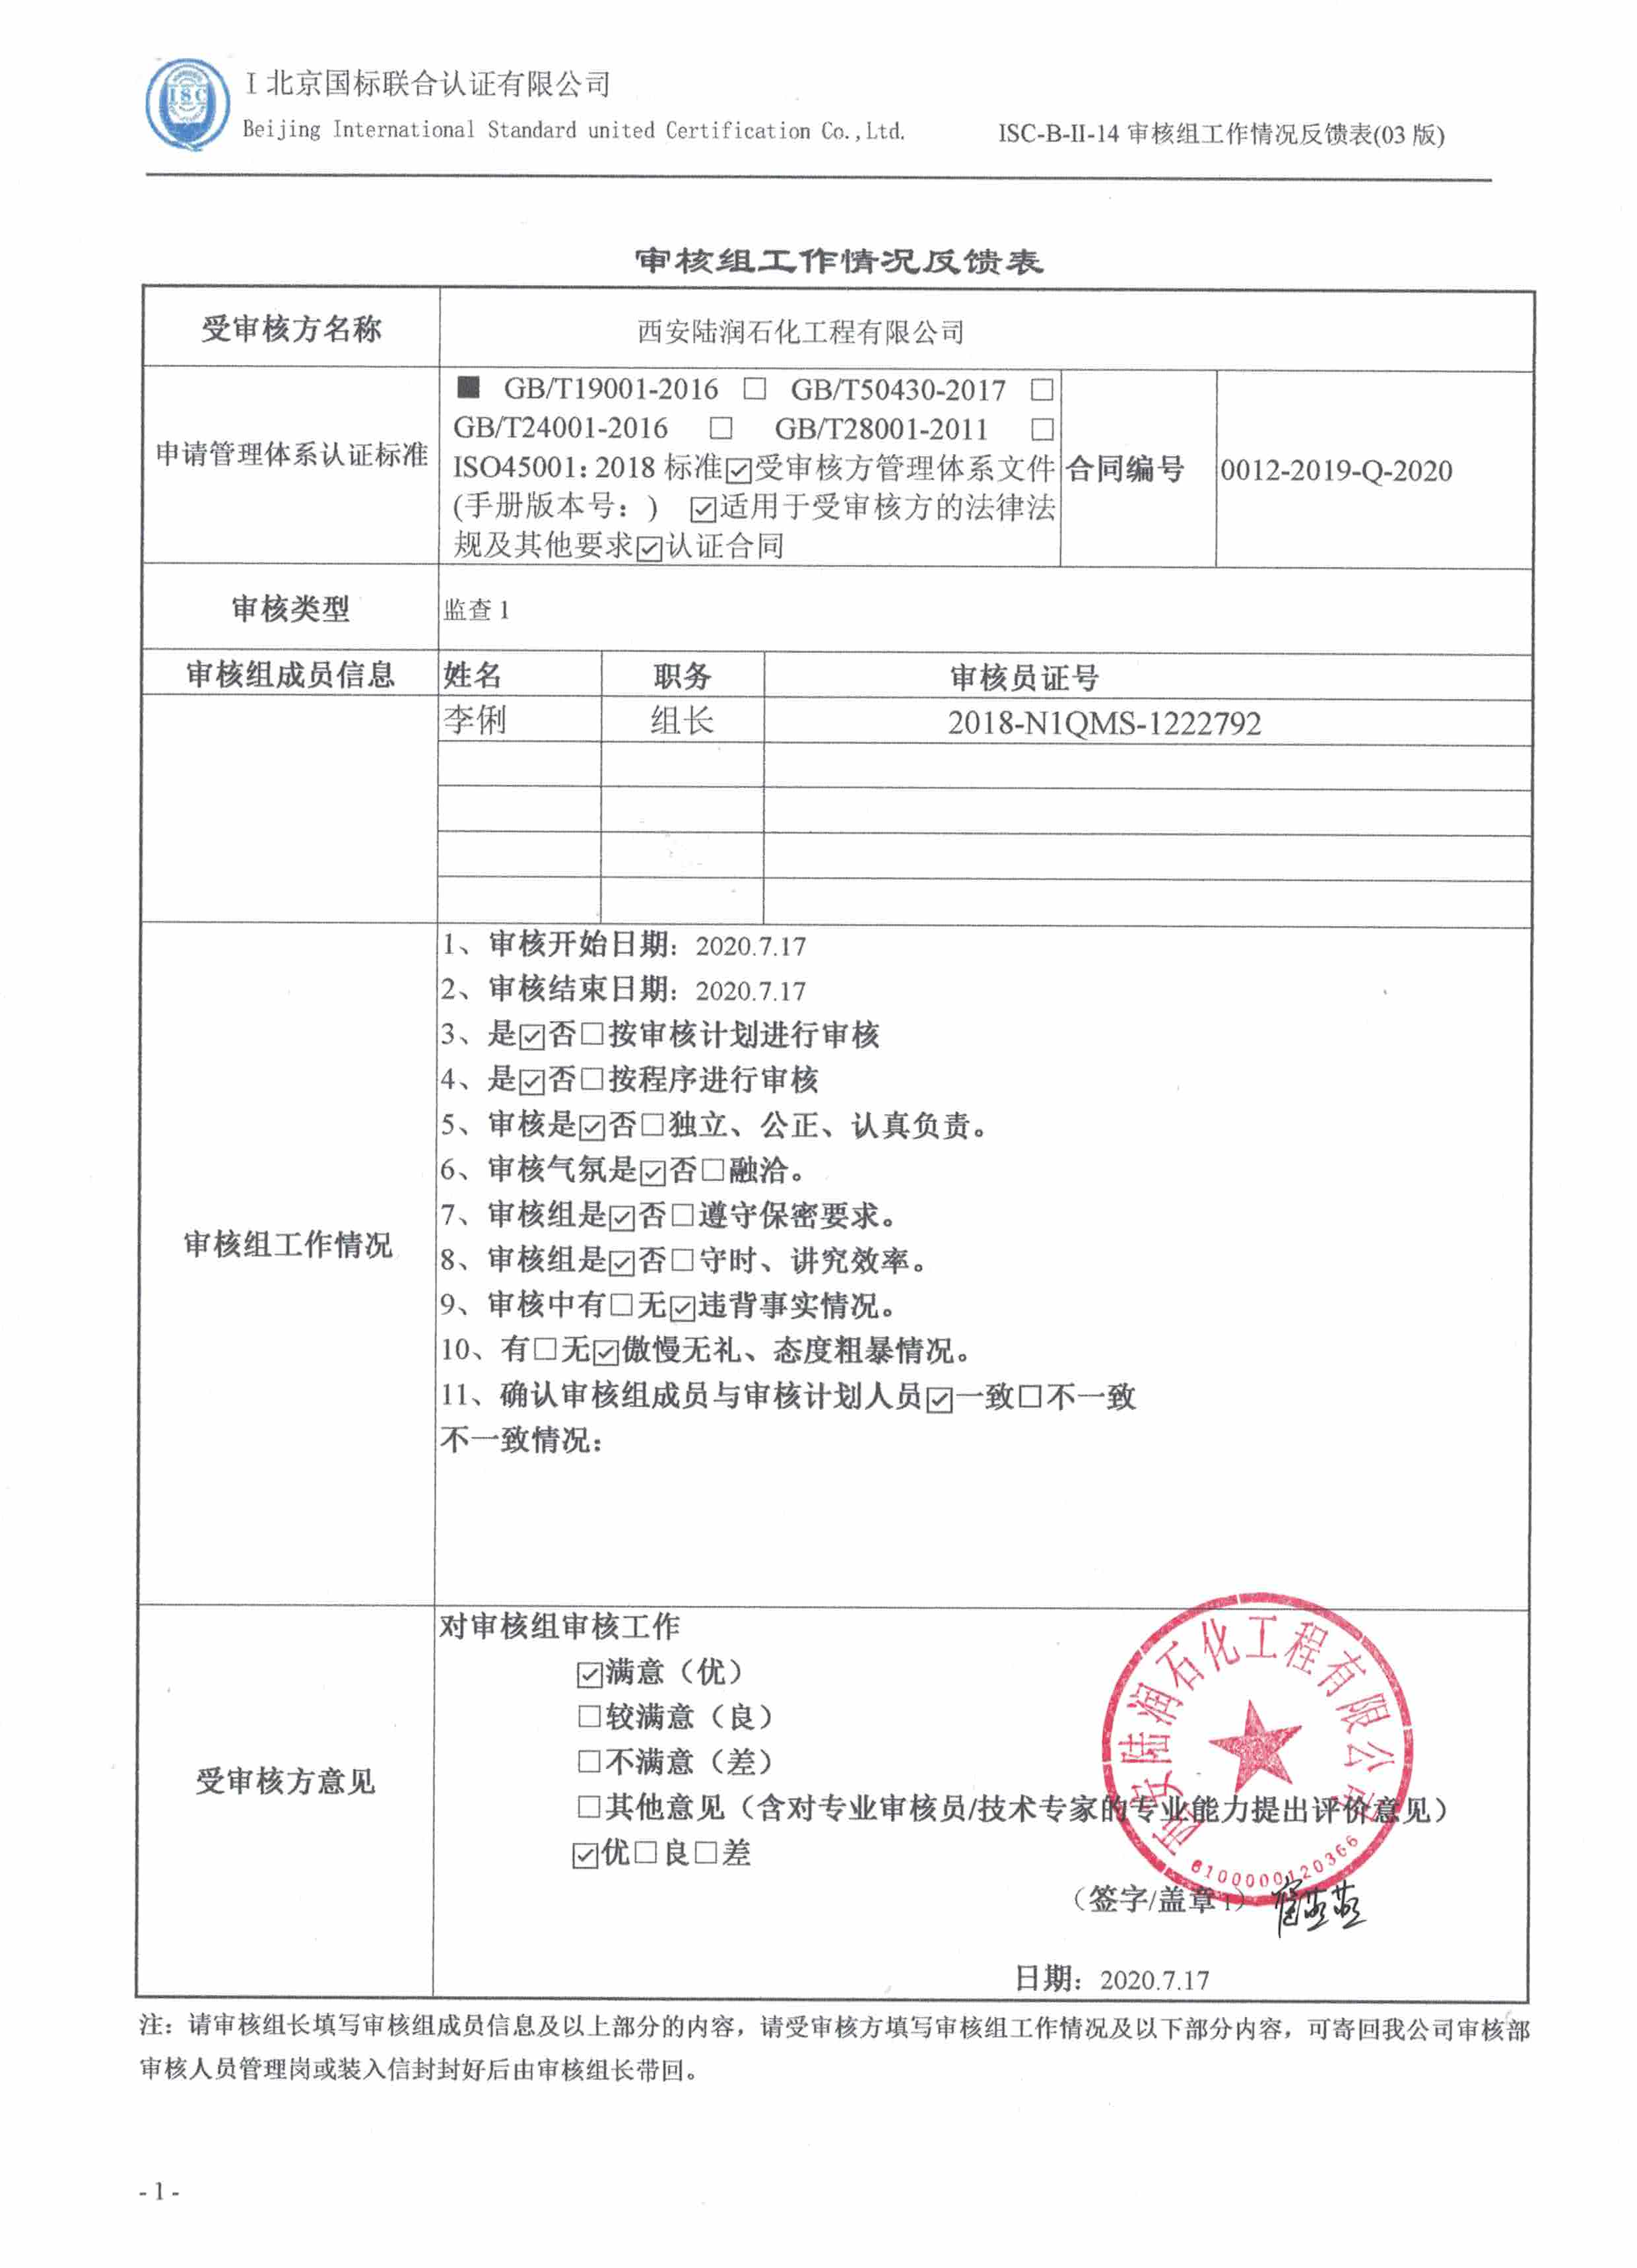 ISC
I 北京国标联合认证有限公司
Beijing International Standard united Certification Co.,Ltd.
ISC-B-II-14 审核组工作情况反馈表(03 版)
审核组工作情况反馈表
受审核方名称
西安陆润石化工程有限公司
申请管理体系认证标准
■ GB/T19001-2016 □ GB/T50430-2017 □
GB/T24001-2016 □ GB/T28001-2011 □
ISO45001: 2018 标准☑受审核方管理体系文件
(手册版本号: ) ☑适用于受审核方的法律法
规及其他要求☑认证合同
合同编号
0012-2019-Q-2020
审核类型
监查 1
审核组成员信息 姓名 职务 审核员证号
李俐 组长 2018-N1QMS-1222792
审核组工作情况
1、审核开始日期: 2020.7.17
2、审核结束日期: 2020.7.17
3、是☑否□按审核计划进行审核
4、是☑否□按程序进行审核
5、审核是☑否□独立、公正、认真负责。
6、审核气氛是☑否□融洽。
7、审核组是☑否□遵守保密要求。
8、审核组是☑否□守时、讲究效率。
9、审核中有□无☑违背事实情况。
10、有□无☑傲慢无礼、态度粗暴情况。
11、确认审核组成员与审核计划人员☑一致□不一致
不一致情况:
受审核方意见
对审核组审核工作
☑满意（优）
□较满意（良）
□不满意（差）
□其他意见（含对专业审核员/技术专家的专业能力提出评价意见）
☑优□良□差
西安陆润石化工程有限公司
6100000120366
（签字/盖章）
日期: 2020.7.17
注: 请审核组长填写审核组成员信息及以上部分的内容，请受审核方填写审核组工作情况及以下部分内容，可寄回我公司审核部
审核人员管理岗或装入信封封好后由审核组长带回。
- 1 -